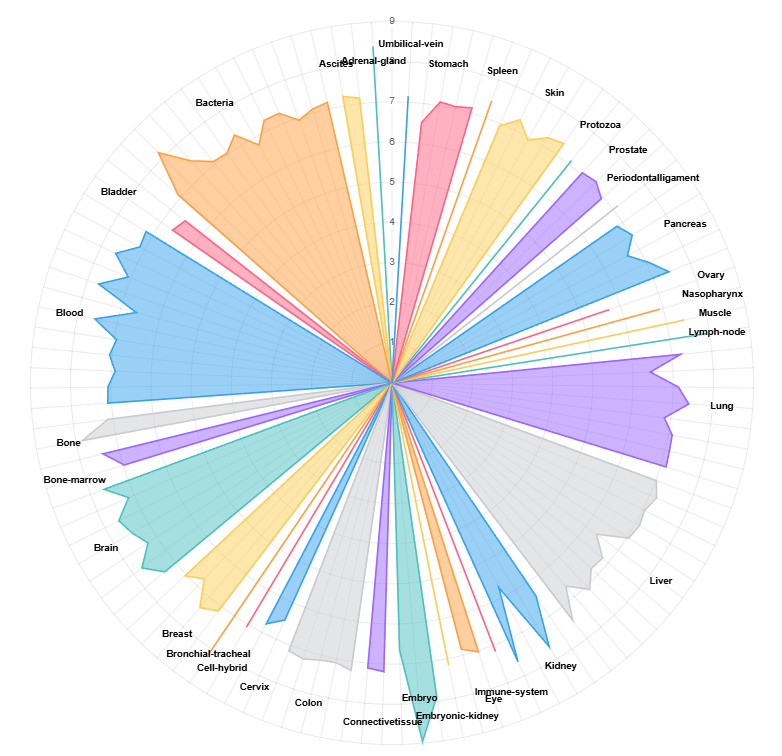 9
Umbilical-vein
8
Adrenal-gland
Ascites
Stomach
Spleen
Skin
Bacteria
7
Protozoa
6
Prostate
5
Periodontalligament
Bladder
4
Pancreas
3
Ovary
2
Nasopharynx
Blood
Muscle
1
Lymph-node
Lung
Bone
Bone-marrow
Brain
Liver
Breast
Bronchial-tracheal
Cell-hybrid
Kidney
Cervix
Immune-system
Embryo
Eye
Colon
Embryonic-kidney
Connectivetissue